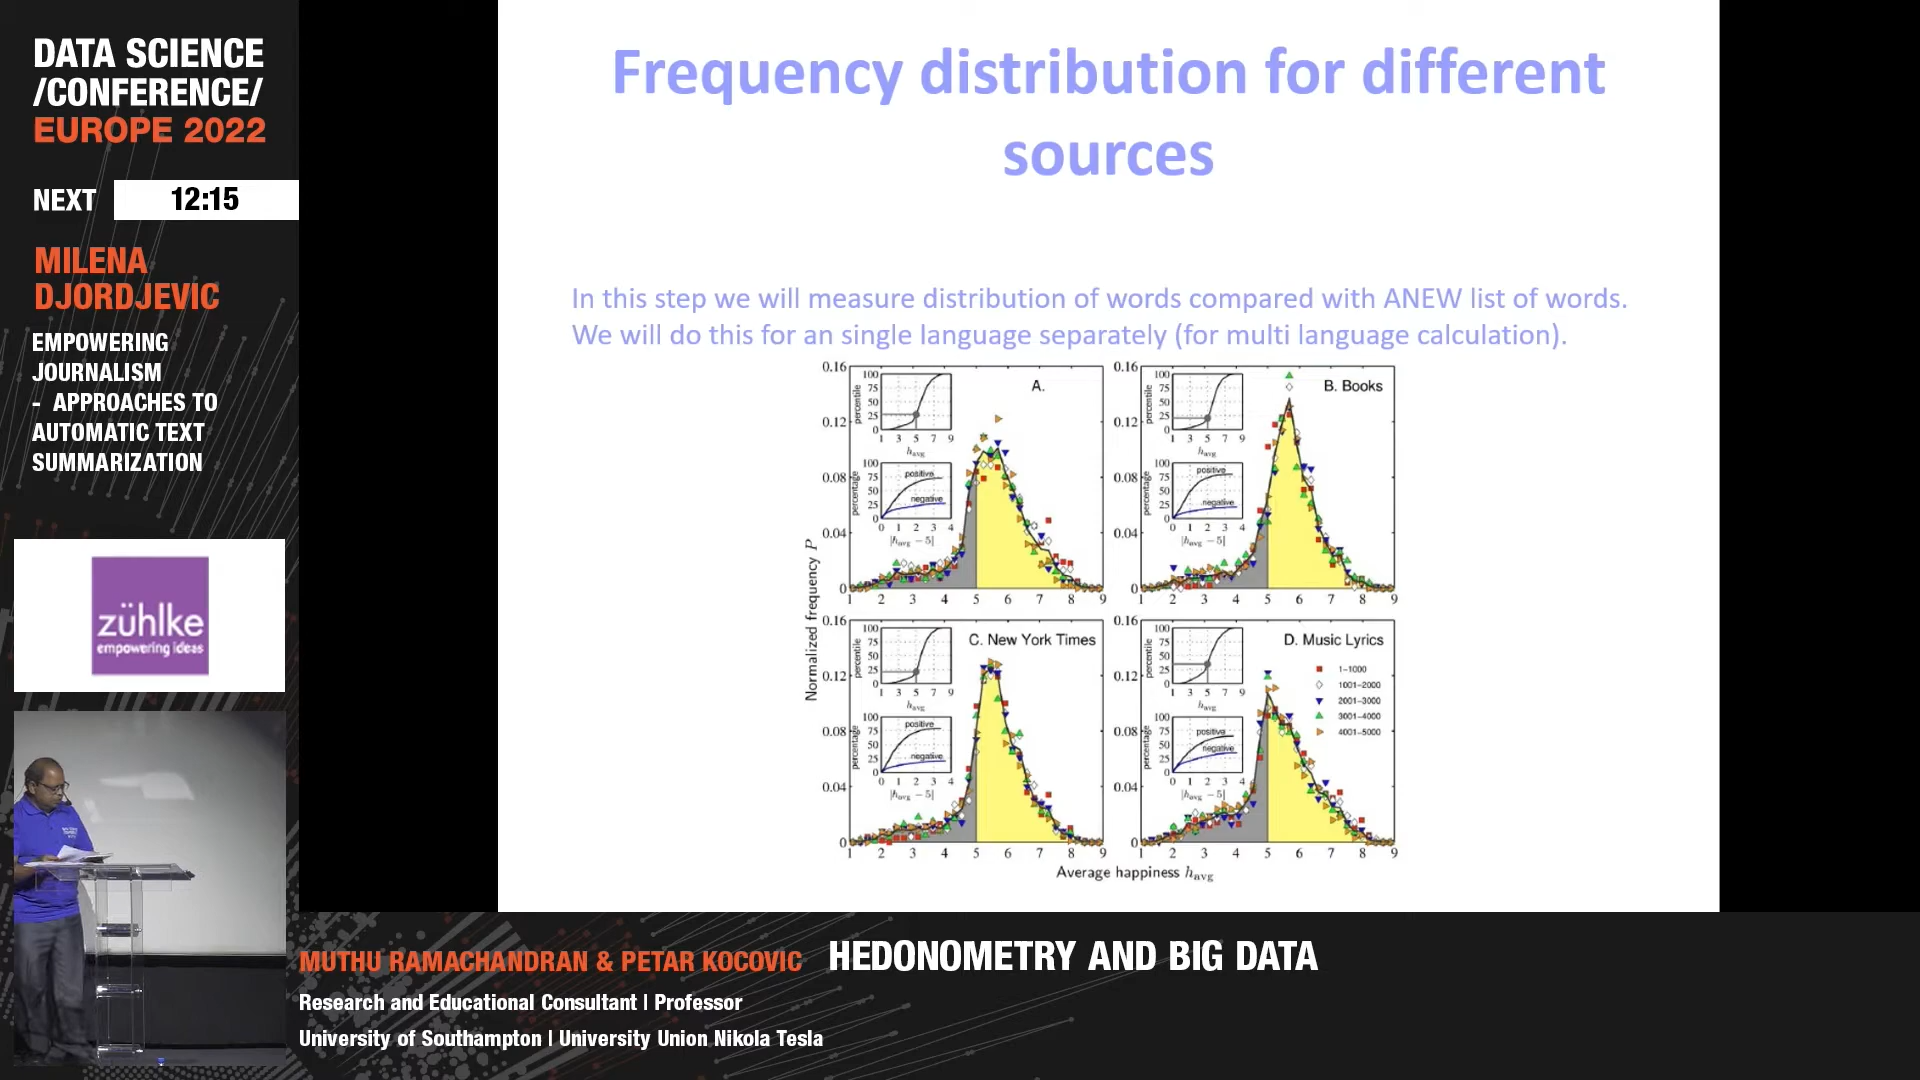 DATA SCIENCE
/CONFERENCE/
EUROPE 2022
NEXT 12:15
MILENA
DJORDJEVIC
EMPOWERING
JOURNALISM
- APPROACHES TO
AUTOMATIC TEXT
SUMMARIZATION
zühlke
empowering ideas
Frequency distribution for different
sources
In this step we will measure distribution of words compared with ANEW list of words.
We will do this for an single language separately (for multi language calculation).
Normalized frequency P
A.
0.16
0.12
0.08
0.04
0
1 2 3 4 5 6 7 8 9
percentile
100
75
50
25
0
1 3 5 7 9
havg
percentage
100
75
50
25
0
positive
negative
0 1 2 3 4
|havg − 5|
B. Books
0.16
0.12
0.08
0.04
0
1 2 3 4 5 6 7 8 9
percentile
100
75
50
25
0
1 3 5 7 9
havg
percentage
100
75
50
25
0
positive
negative
0 1 2 3 4
|havg − 5|
C. New York Times
0.16
0.12
0.08
0.04
0
1 2 3 4 5 6 7 8 9
percentile
100
75
50
25
0
1 3 5 7 9
havg
percentage
100
75
50
25
0
positive
negative
0 1 2 3 4
|havg − 5|
D. Music Lyrics
1−1000
1001−2000
2001−3000
3001−4000
4001−5000
0.16
0.12
0.08
0.04
0
1 2 3 4 5 6 7 8 9
percentile
100
75
50
25
0
1 3 5 7 9
havg
percentage
100
75
50
25
0
positive
negative
0 1 2 3 4
|havg − 5|
Average happiness havg
MUTHU RAMACHANDRAN & PETAR KOCOVIC HEDONOMETRY AND BIG DATA
Research and Educational Consultant | Professor
University of Southampton | University Union Nikola Tesla